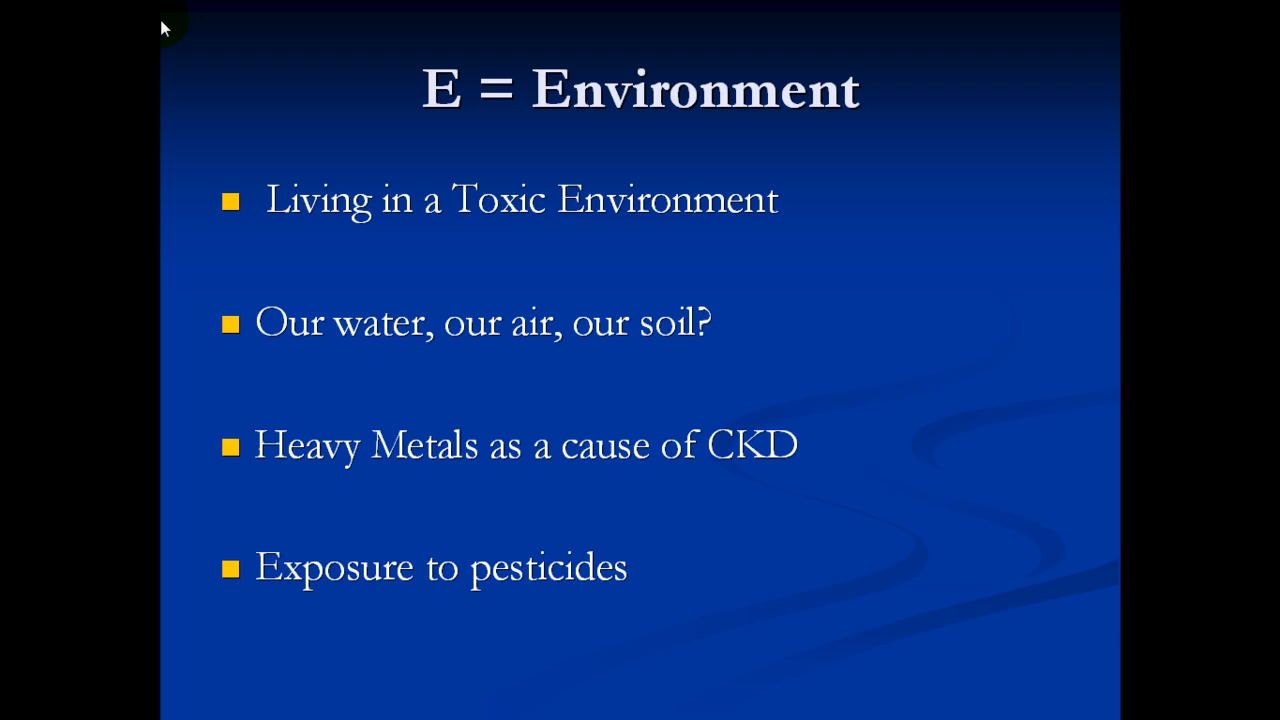 E = Environment
Living in a Toxic Environment
Our water, our air, our soil?
Heavy Metals as a cause of CKD
Exposure to pesticides